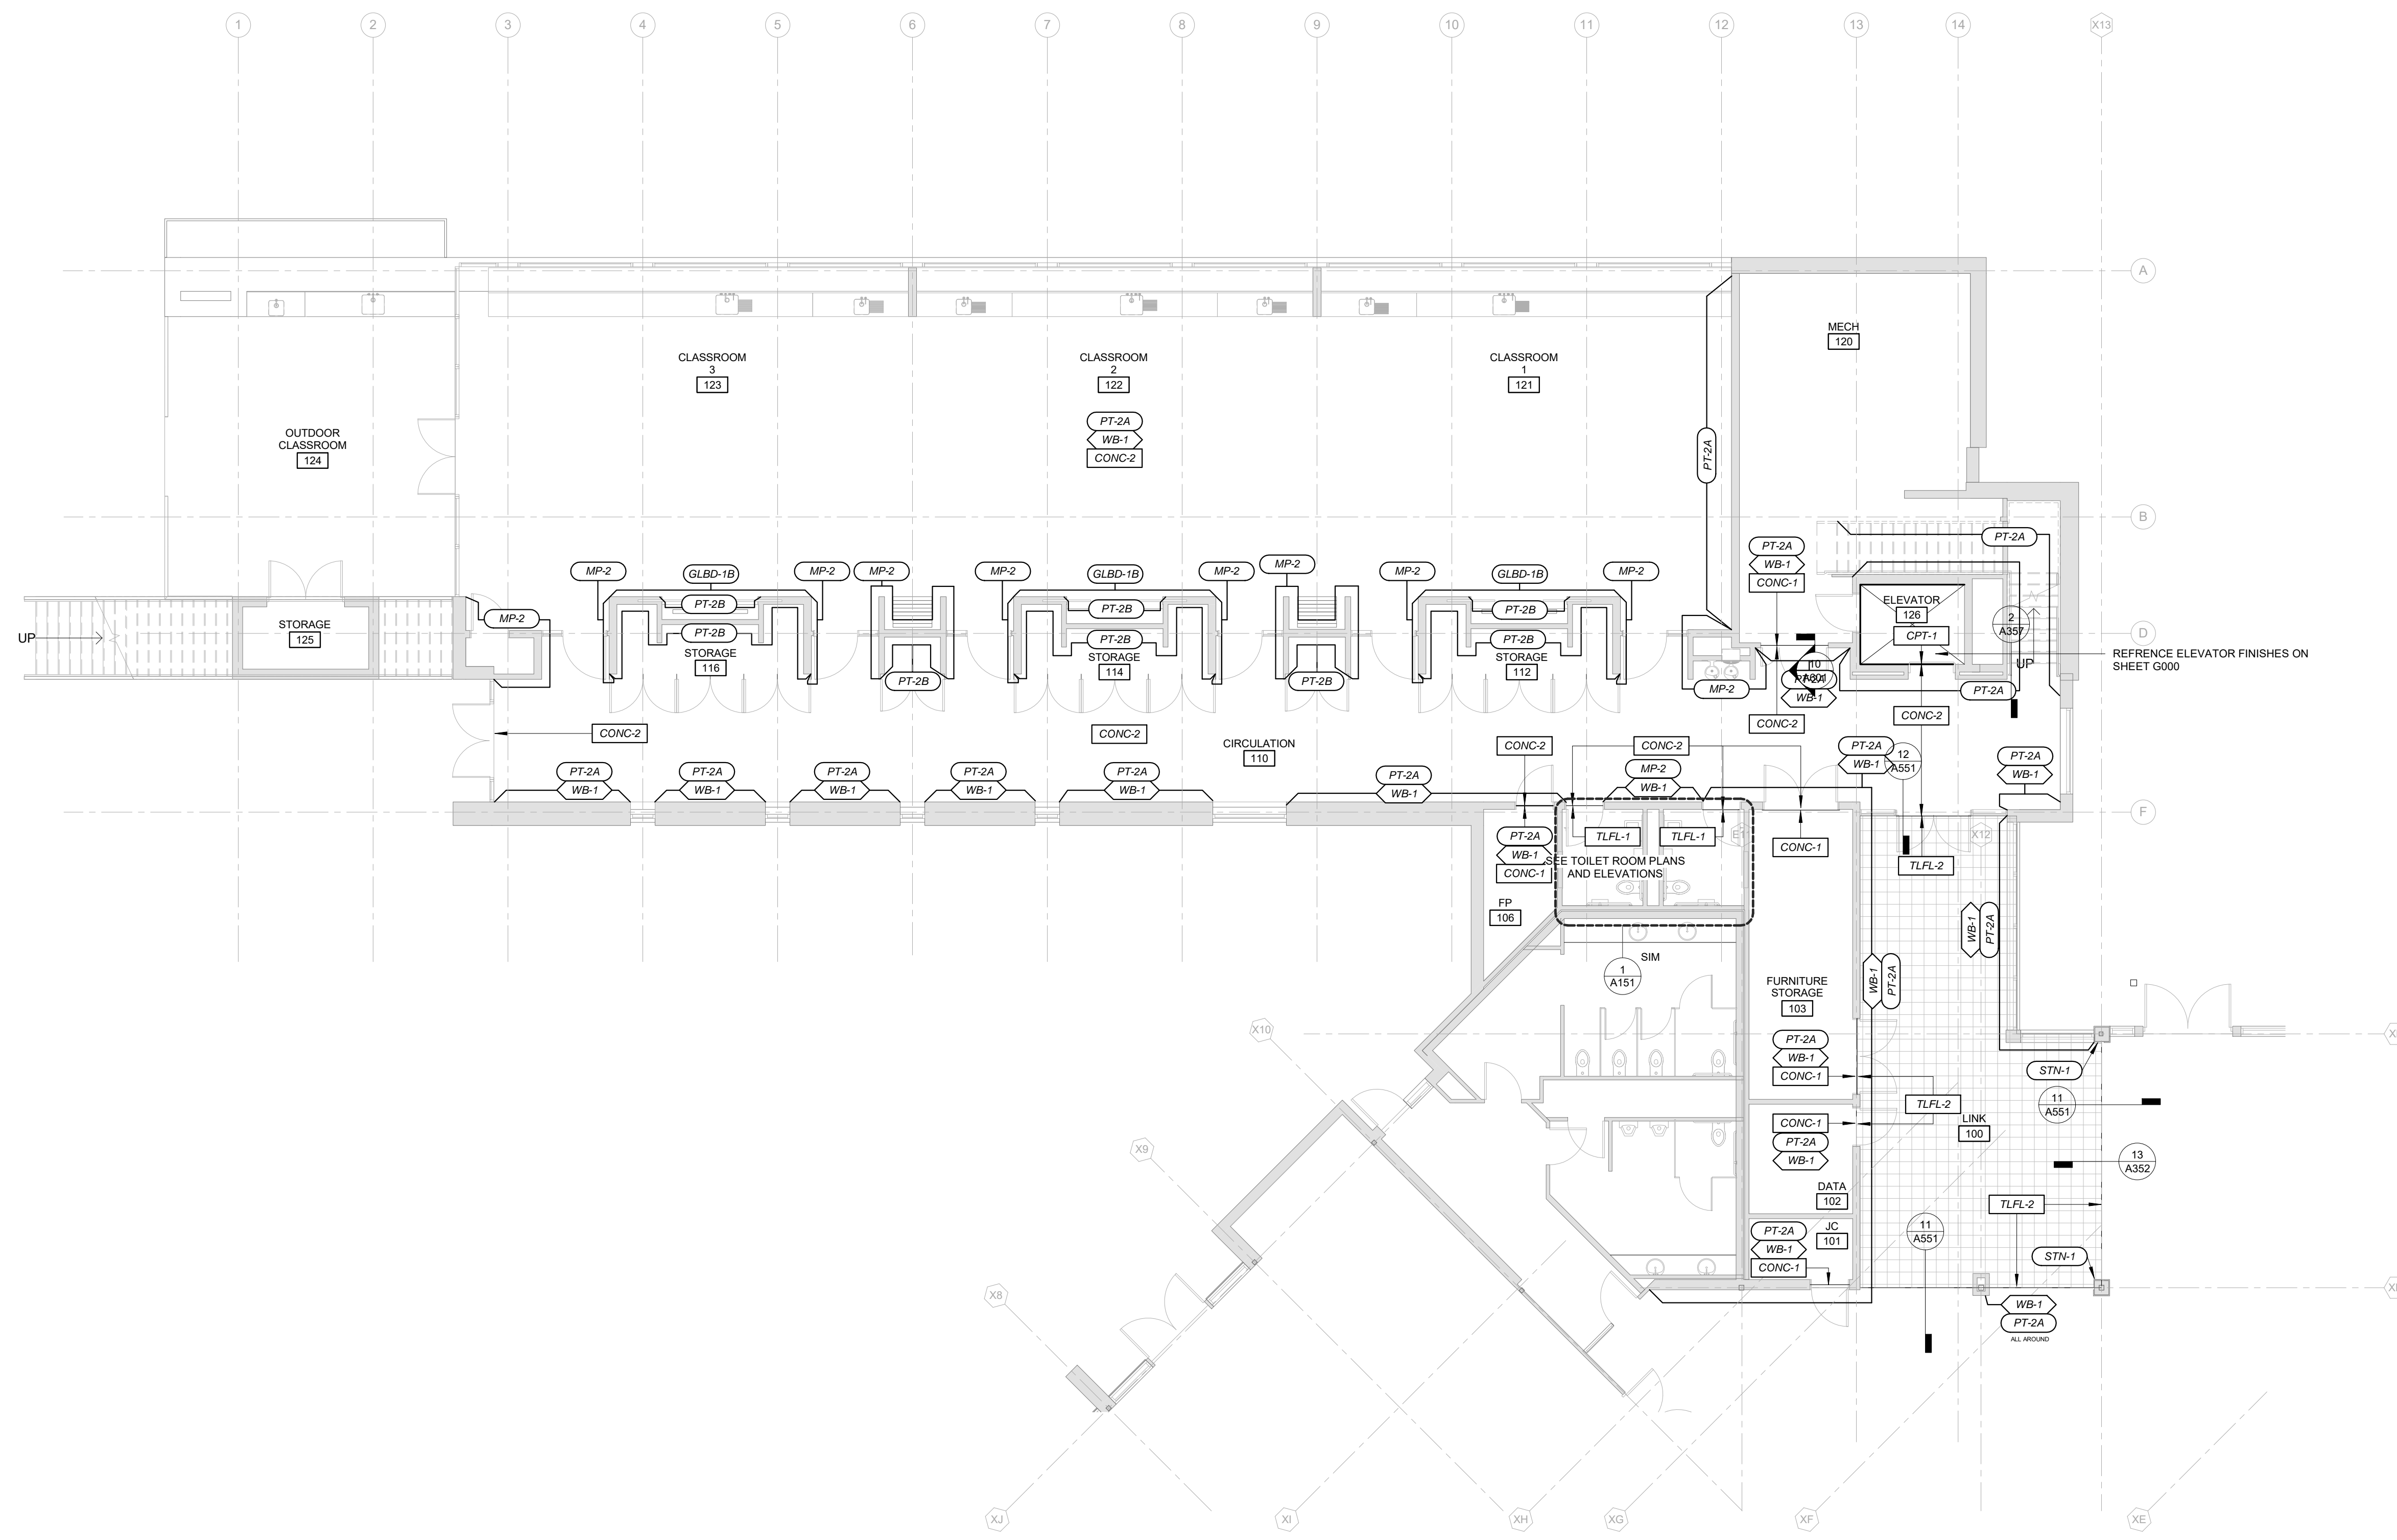 1
2
3
4
5
6
7
8
9
10
11
12
13
14
X13
A
MECH
120
CLASSROOM
3
123
CLASSROOM
2
122
CLASSROOM
1
121
PT-2A
WB-1
CONC-2
OUTDOOR
CLASSROOM
124
PT-2A
B
PT-2A
PT-2A
WB-1
CONC-1
MP-2
GLBD-1B
MP-2
MP-2
MP-2
GLBD-1B
MP-2
MP-2
MP-2
GLBD-1B
MP-2
PT-2B
PT-2B
PT-2B
ELEVATOR
126
CPT-1
2
A357
MP-2
STORAGE
125
UP
PT-2B
STORAGE
116
PT-2B
STORAGE
114
PT-2B
STORAGE
112
D
REFRENCE ELEVATOR FINISHES ON
SHEET G000
UP
10
A801
PT-2A
WB-1
PT-2B
PT-2B
MP-2
PT-2A
CONC-2
CONC-2
CONC-2
CONC-2
CIRCULATION
110
CONC-2
CONC-2
PT-2A
WB-1
12
A551
PT-2A
WB-1
PT-2A
WB-1
PT-2A
WB-1
PT-2A
WB-1
PT-2A
WB-1
PT-2A
WB-1
PT-2A
WB-1
MP-2
WB-1
F
PT-2A
WB-1
CONC-1
TLFL-1
TLFL-1
CONC-1
X12
TLFL-2
SEE TOILET ROOM PLANS
AND ELEVATIONS
FP
106
WB-1
PT-2A
SIM
1
A151
WB-1
PT-2A
FURNITURE
STORAGE
103
X10
PT-2A
WB-1
CONC-1
STN-1
TLFL-2
11
A551
LINK
100
CONC-1
PT-2A
WB-1
X9
13
A352
DATA
102
TLFL-2
PT-2A
WB-1
CONC-1
JC
101
11
A551
STN-1
X8
WB-1
PT-2A
ALL AROUND
XJ
XI
XH
XG
XF
XE